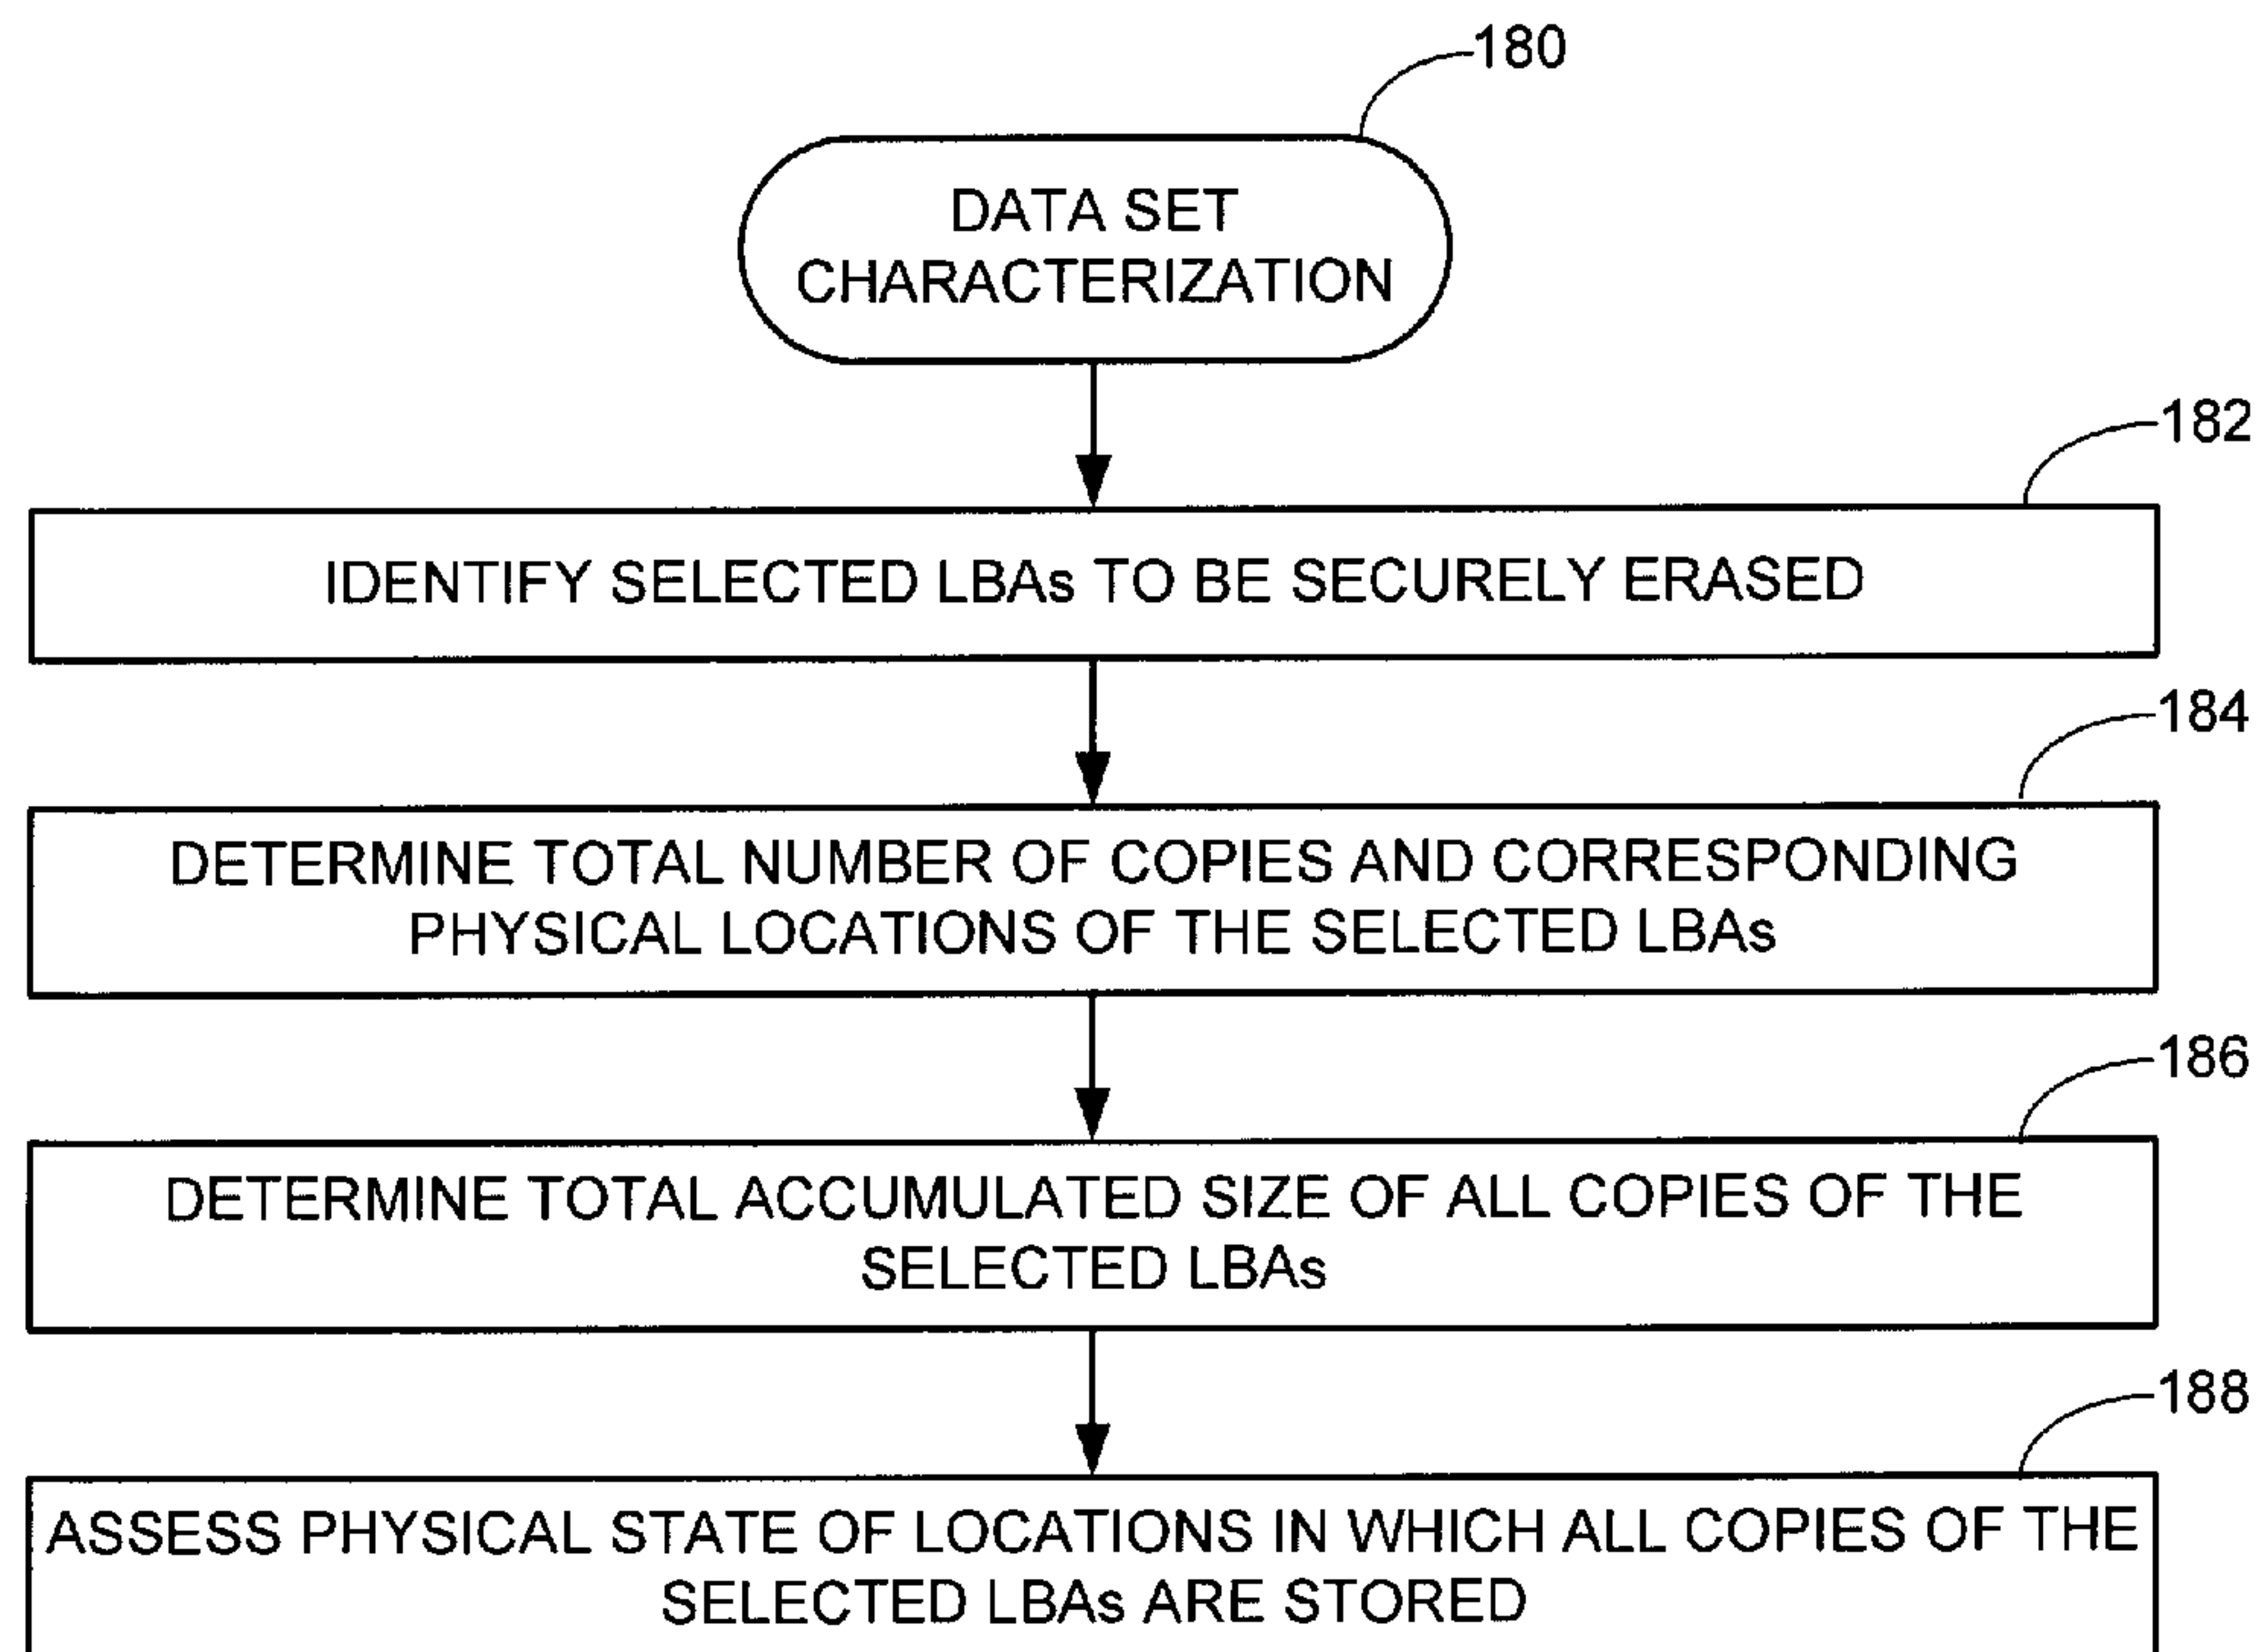 180
DATA SET
CHARACTERIZATION
182
IDENTIFY SELECTED LBAs TO BE SECURELY ERASED
184
DETERMINE TOTAL NUMBER OF COPIES AND CORRESPONDING
PHYSICAL LOCATIONS OF THE SELECTED LBAs
186
DETERMINE TOTAL ACCUMULATED SIZE OF ALL COPIES OF THE
SELECTED LBAs
188
ASSESS PHYSICAL STATE OF LOCATIONS IN WHICH ALL COPIES OF THE
SELECTED LBAs ARE STORED